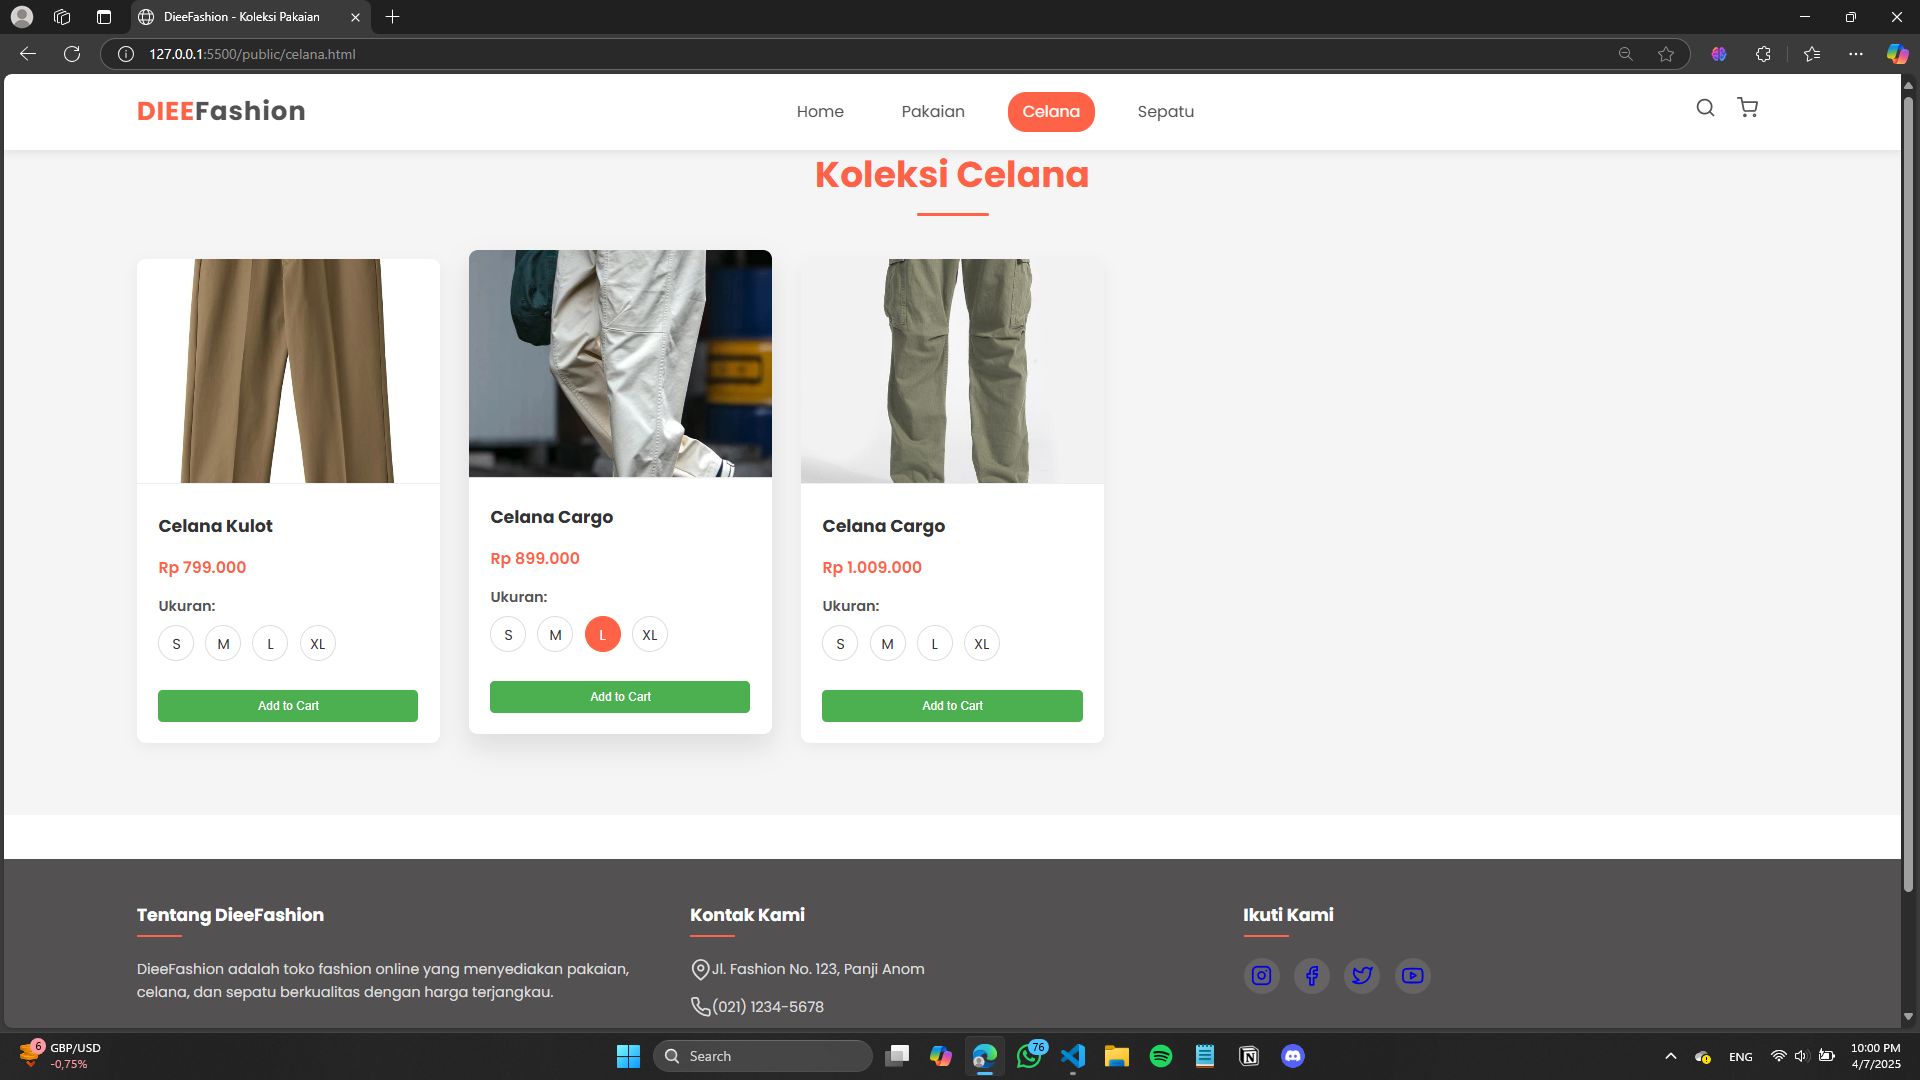 DieeFashion - Koleksi Pakaian
127.0.0.1:5500/public/celana.html
DIEEFashion
Home
Pakaian
Celana
Sepatu
Koleksi Celana
Celana Kulot
Rp 799.000
Ukuran:
S M L XL
Add to Cart
Celana Cargo
Rp 899.000
Ukuran:
S M L XL
Add to Cart
Celana Cargo
Rp 1.009.000
Ukuran:
S M L XL
Add to Cart
Tentang DieeFashion
DieeFashion adalah toko fashion online yang menyediakan pakaian,
celana, dan sepatu berkualitas dengan harga terjangkau.
Kontak Kami
Jl. Fashion No. 123, Panji Anom
(021) 1234-5678
Ikuti Kami
6
GBP/USD
-0,75%
Search
76
ENG
10:00 PM
4/7/2025